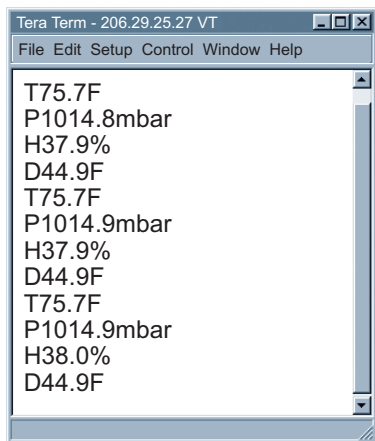 Tera Term - 206.29.25.27 VT
File Edit Setup Control Window Help
T75.7F
P1014.8mbar
H37.9%
D44.9F
T75.7F
P1014.9mbar
H37.9%
D44.9F
T75.7F
P1014.9mbar
H38.0%
D44.9F